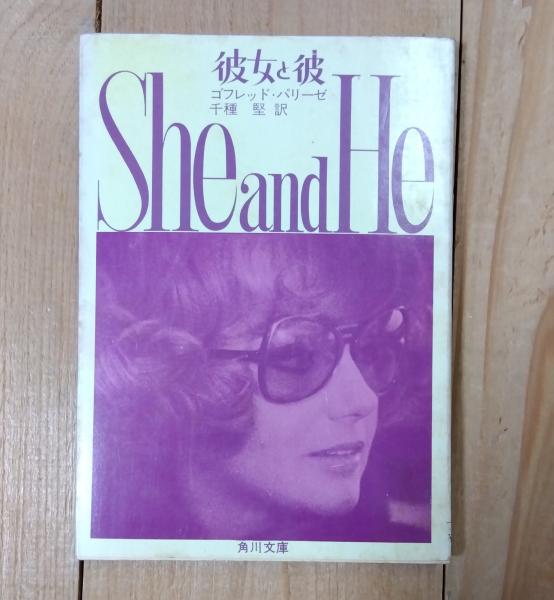 彼女と彼
ゴフレッド・パリーゼ
千種 堅 訳
She and He
角川文庫